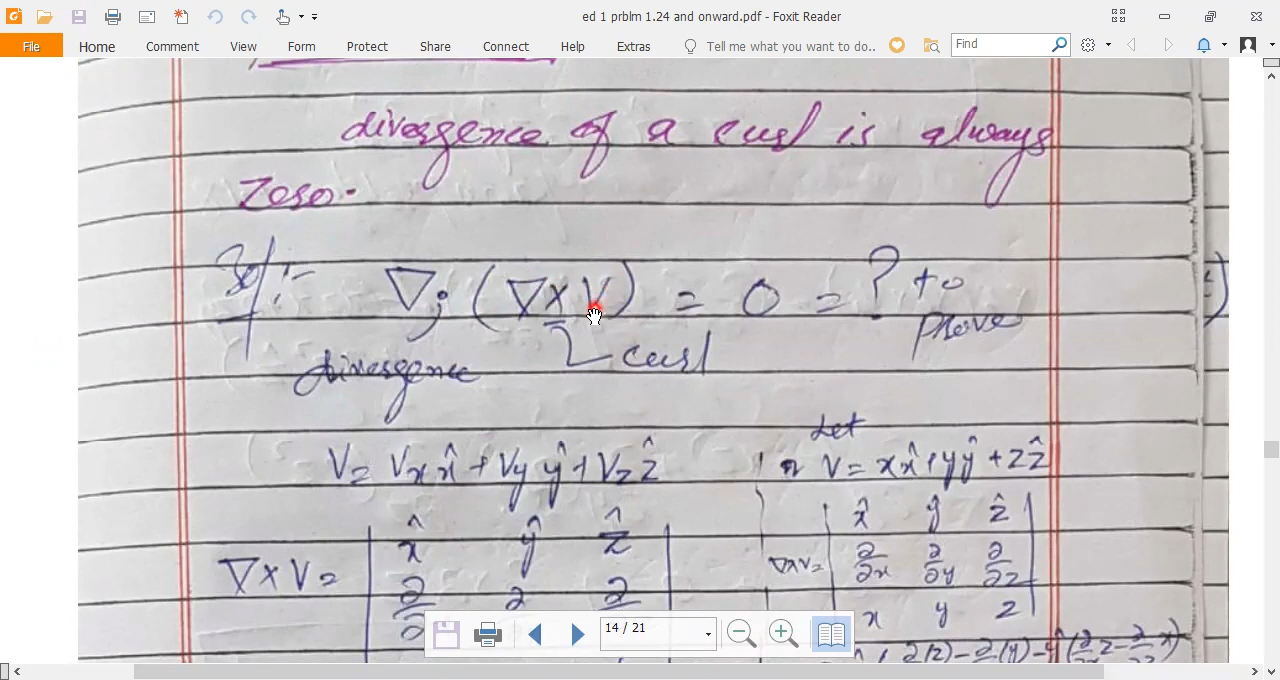 ed 1 prblm 1.24 and onward.pdf - Foxit Reader
File Home Comment View Form Protect Share Connect Help Extras Tell me what you want to do.. Find
divergence of a curl is always
zero.
Sol:- ∇·(∇×V) = 0 = ? to
prove
divergence curl
Let
V= Vx x̂ + Vy ŷ + Vz ẑ V = x x̂ + y ŷ + z ẑ
x̂ ŷ ẑ
x̂ ŷ ẑ
∇×V= ∇×V= ∂/∂x ∂/∂y ∂/∂z
x y z
14 / 21